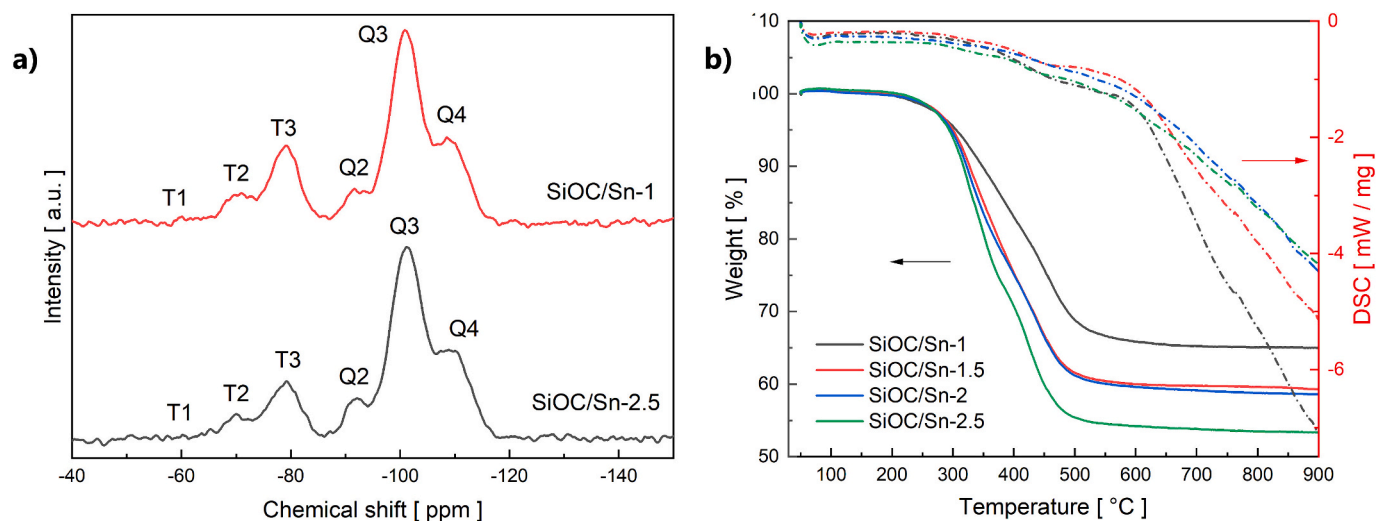 a)
Intensity [ a.u. ]
T1
T2
T3
Q2
Q3
Q4
SiOC/Sn-1
T1
T2
T3
Q2
Q3
Q4
SiOC/Sn-2.5
-40
-60
-80
-100
-120
-140
Chemical shift [ ppm ]
b)
Weight [ % ]
110
100
90
80
70
60
50
SiOC/Sn-1
SiOC/Sn-1.5
SiOC/Sn-2
SiOC/Sn-2.5
100
200
300
400
500
600
700
800
900
Temperature [ °C ]
0
-2
-4
-6
DSC [ mW / mg ]